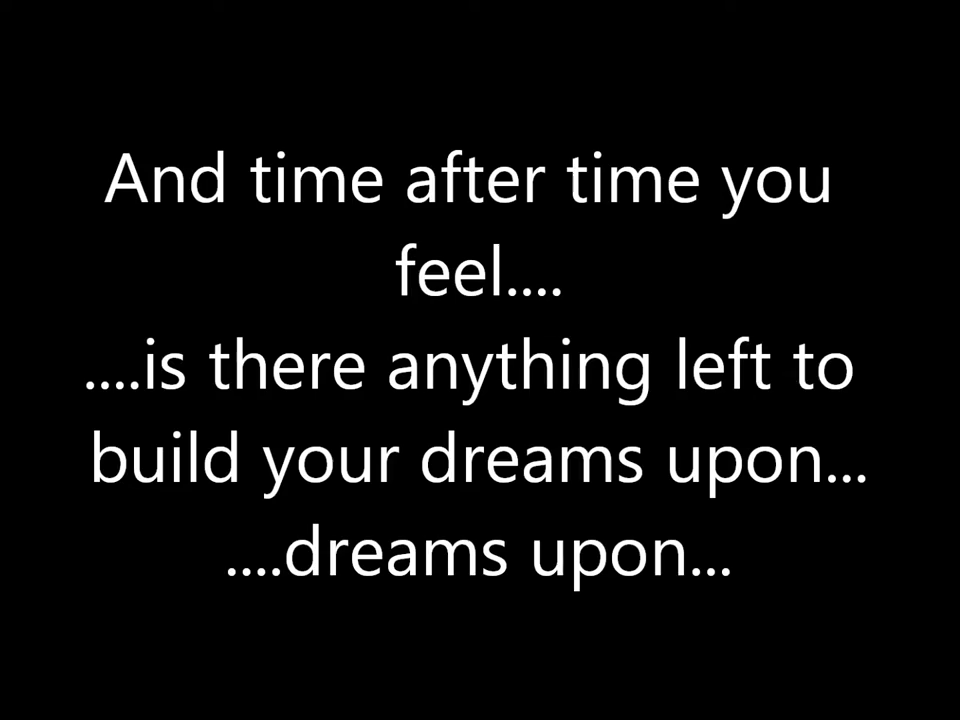 And time after time you
feel....
....is there anything left to
build your dreams upon...
....dreams upon...